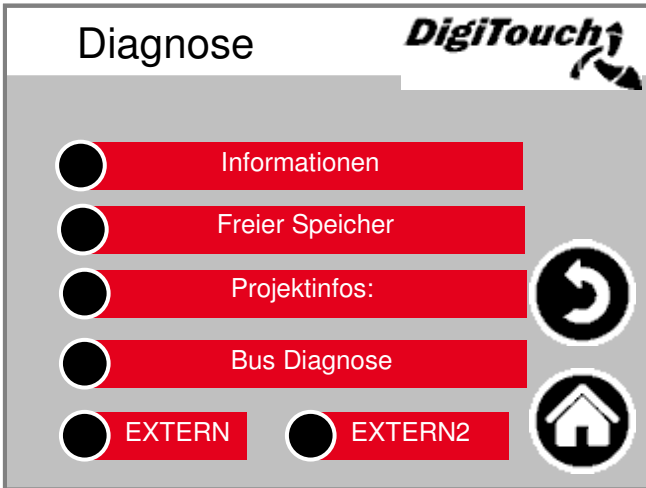 Diagnose
DigiTouch
Informationen
Freier Speicher
Projektinfos:
Bus Diagnose
EXTERN
EXTERN2